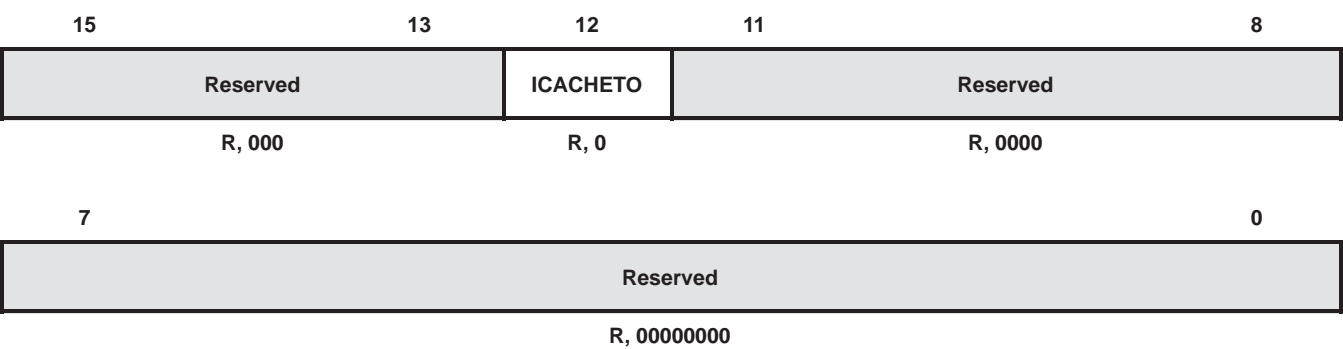 15 13 12 11 8
Reserved ICACHETO Reserved
R, 000 R, 0 R, 0000
7 0
Reserved
R, 00000000